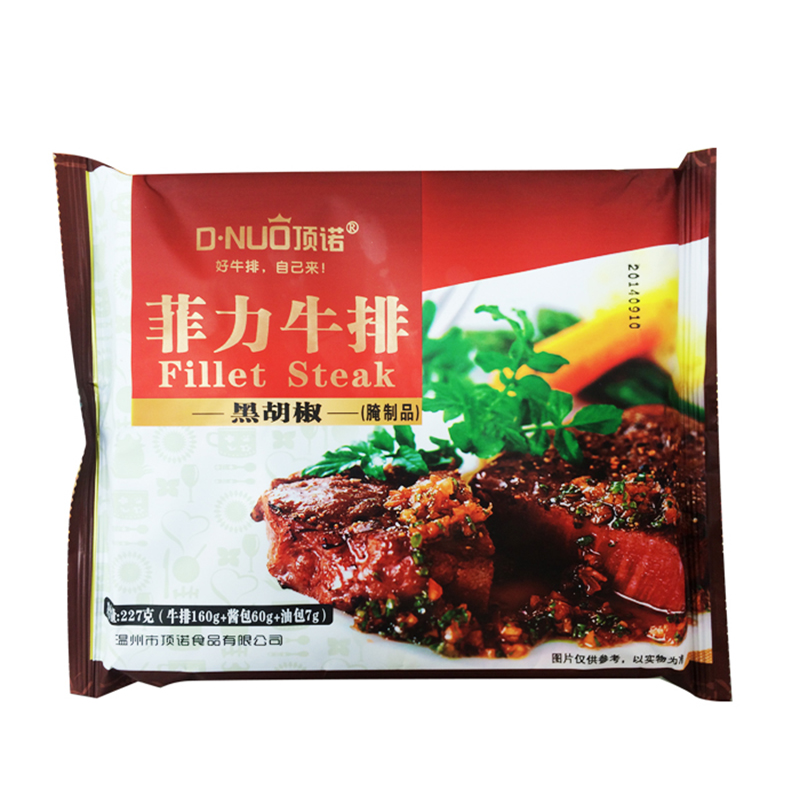 D·NUO顶诺®
好牛排，自己来！
菲力牛排
Fillet Steak
黑胡椒
(腌制品)
20140910
:227克（牛排160g+酱包60g+油包7g）
温州市顶诺食品有限公司
图片仅供参考，以实物为